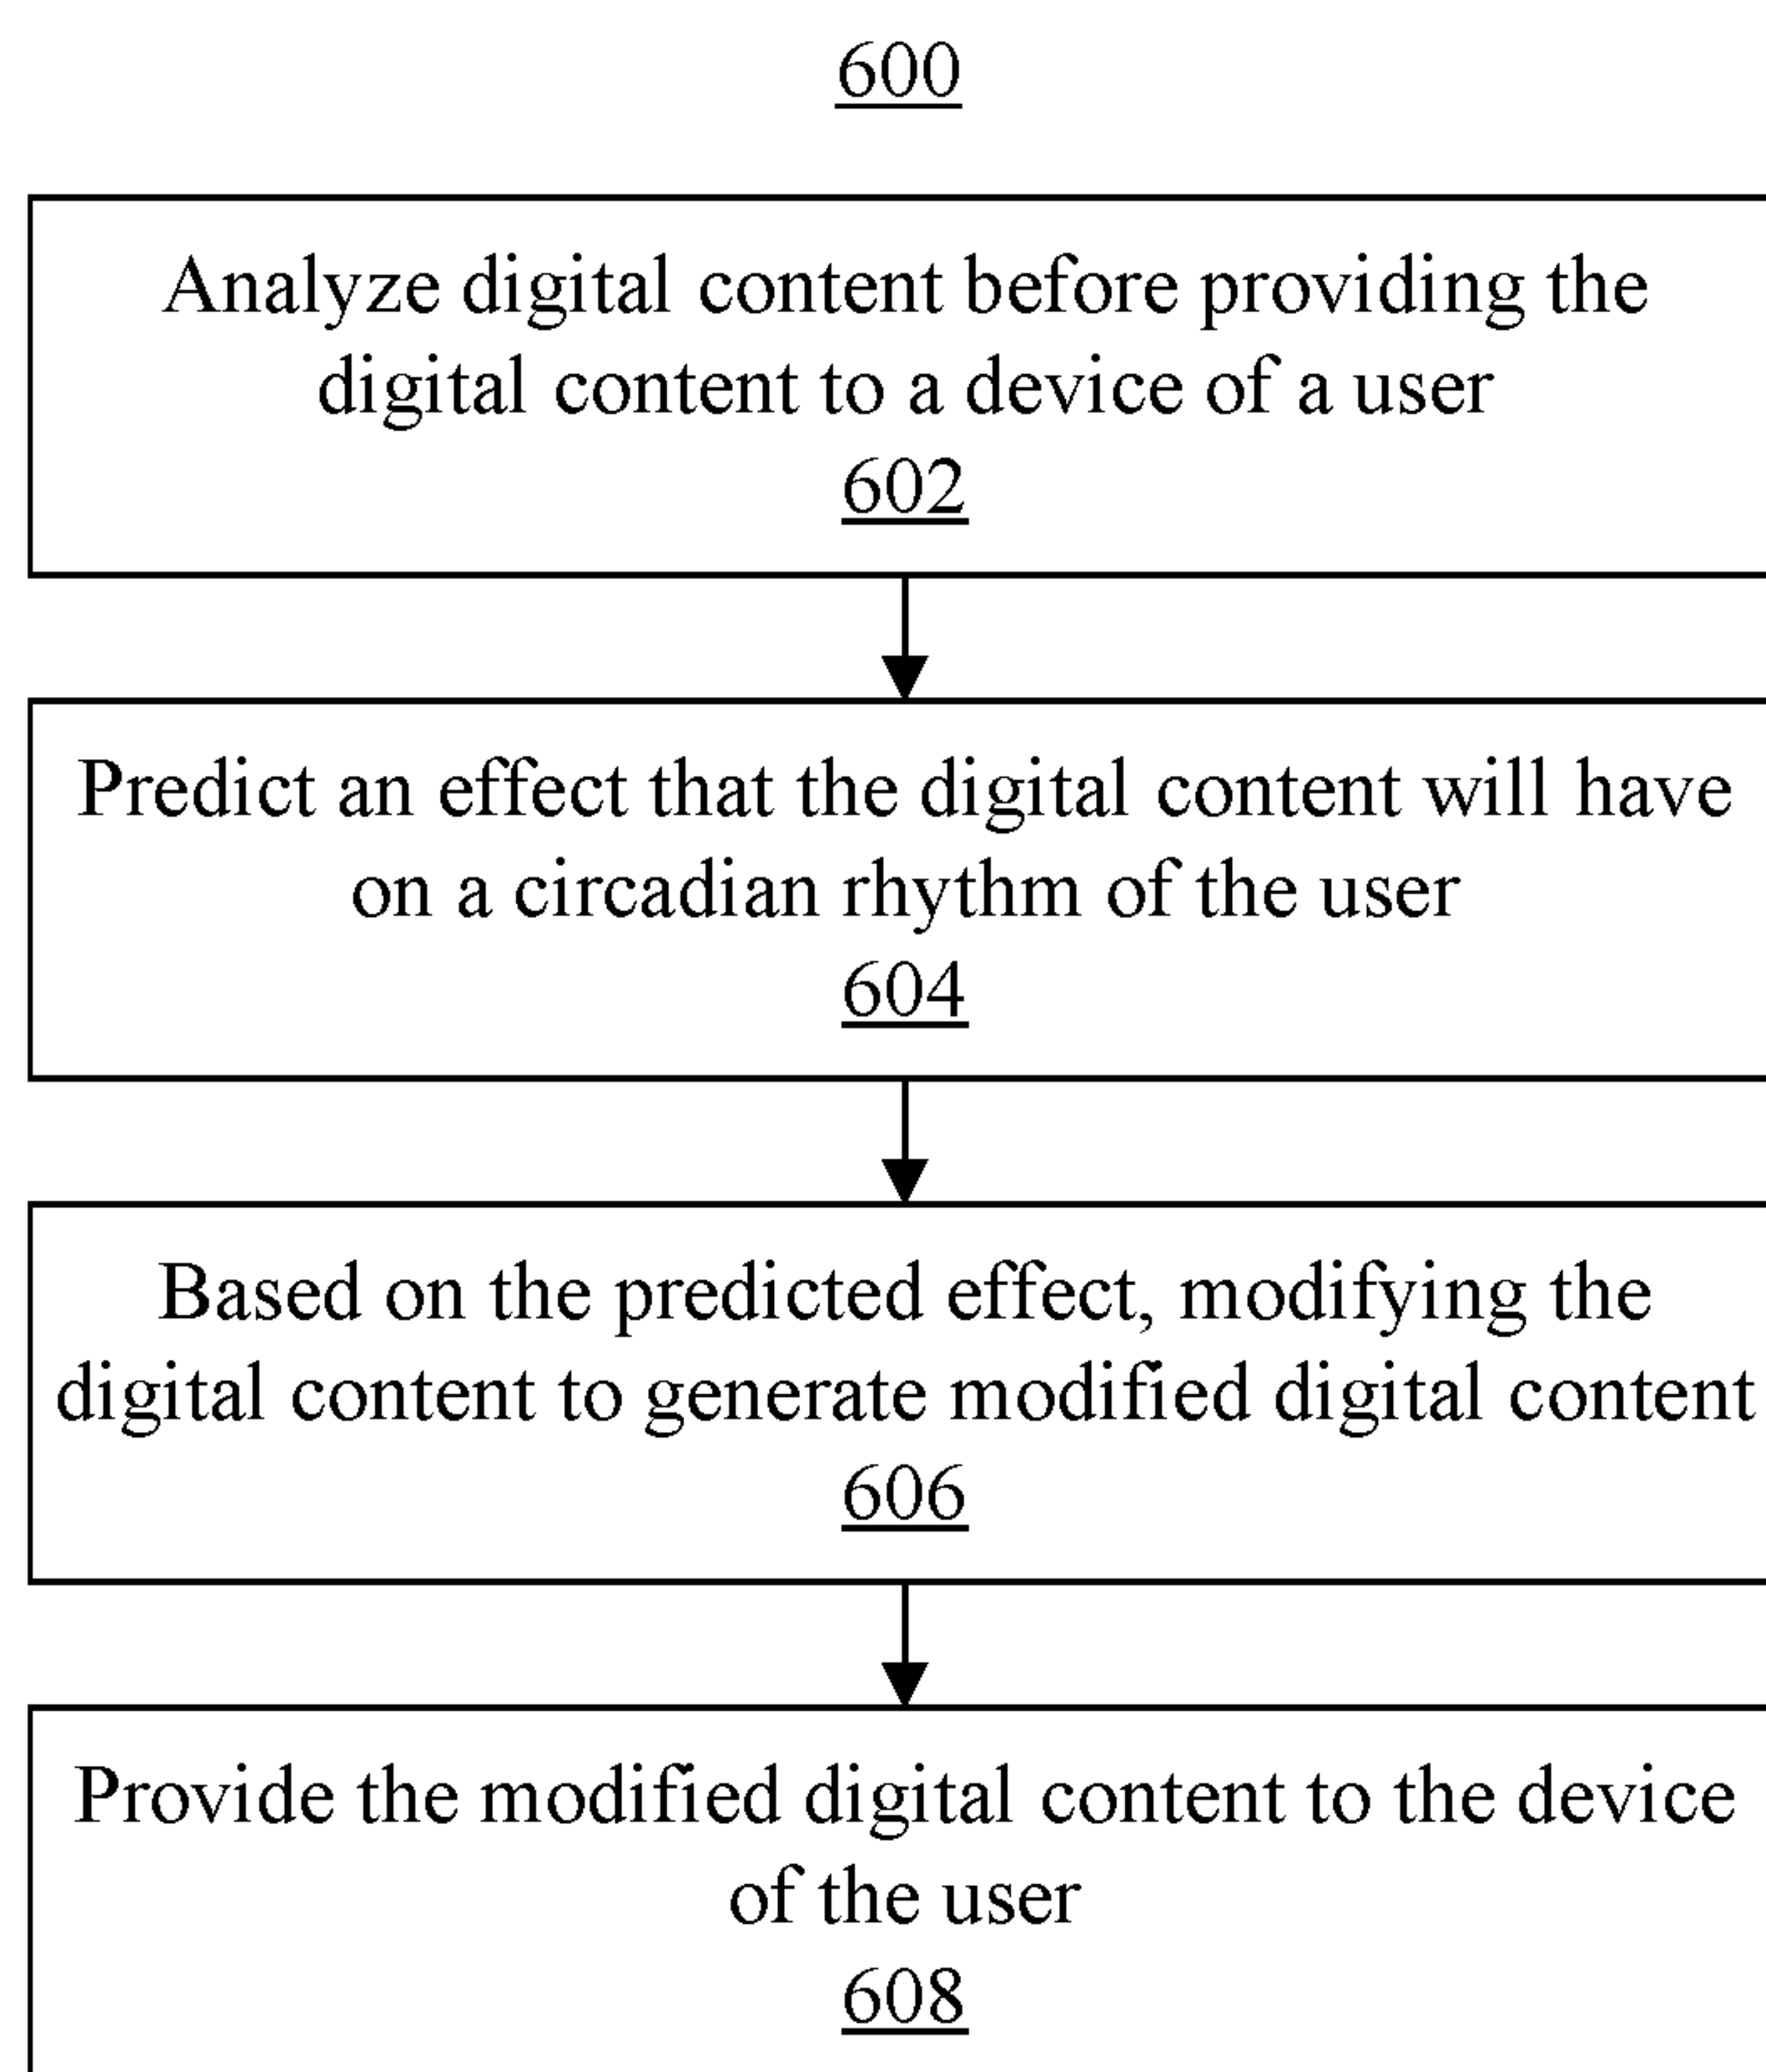 600
Analyze digital content before providing the
digital content to a device of a user
602
Predict an effect that the digital content will have
on a circadian rhythm of the user
604
Based on the predicted effect, modifying the
digital content to generate modified digital content
606
Provide the modified digital content to the device
of the user
608